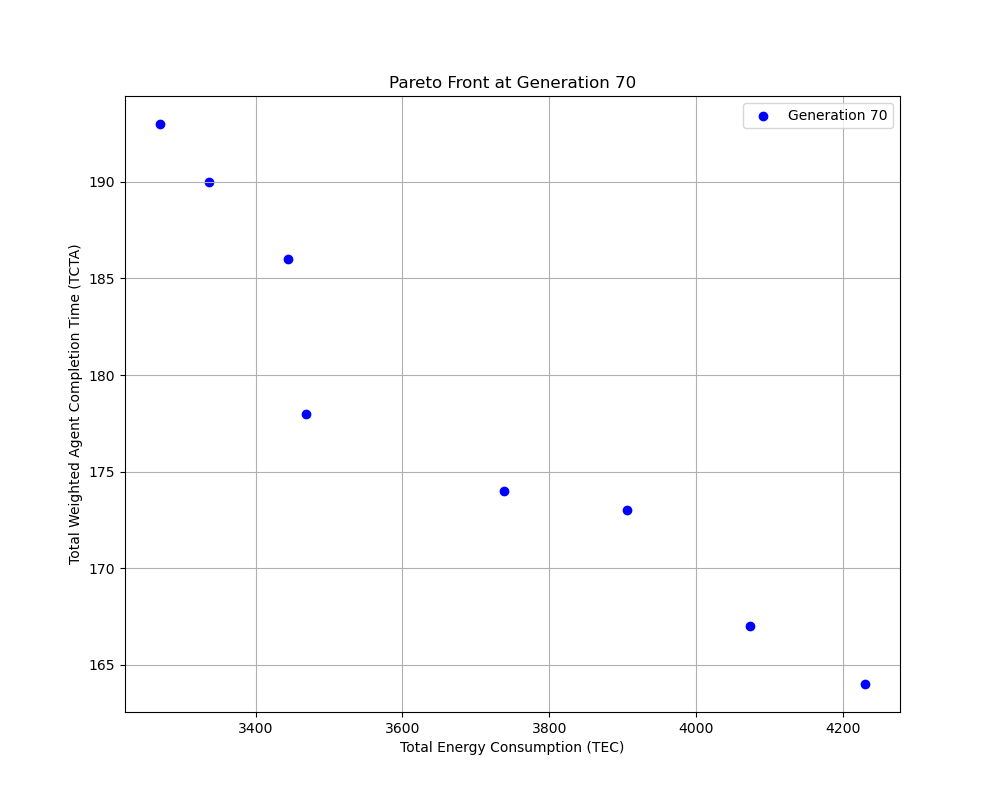 Pareto Front at Generation 70
Generation 70
190
185
180
175
170
165
Total Weighted Agent Completion Time (TCTA)
3400 3600 3800 4000 4200
Total Energy Consumption (TEC)